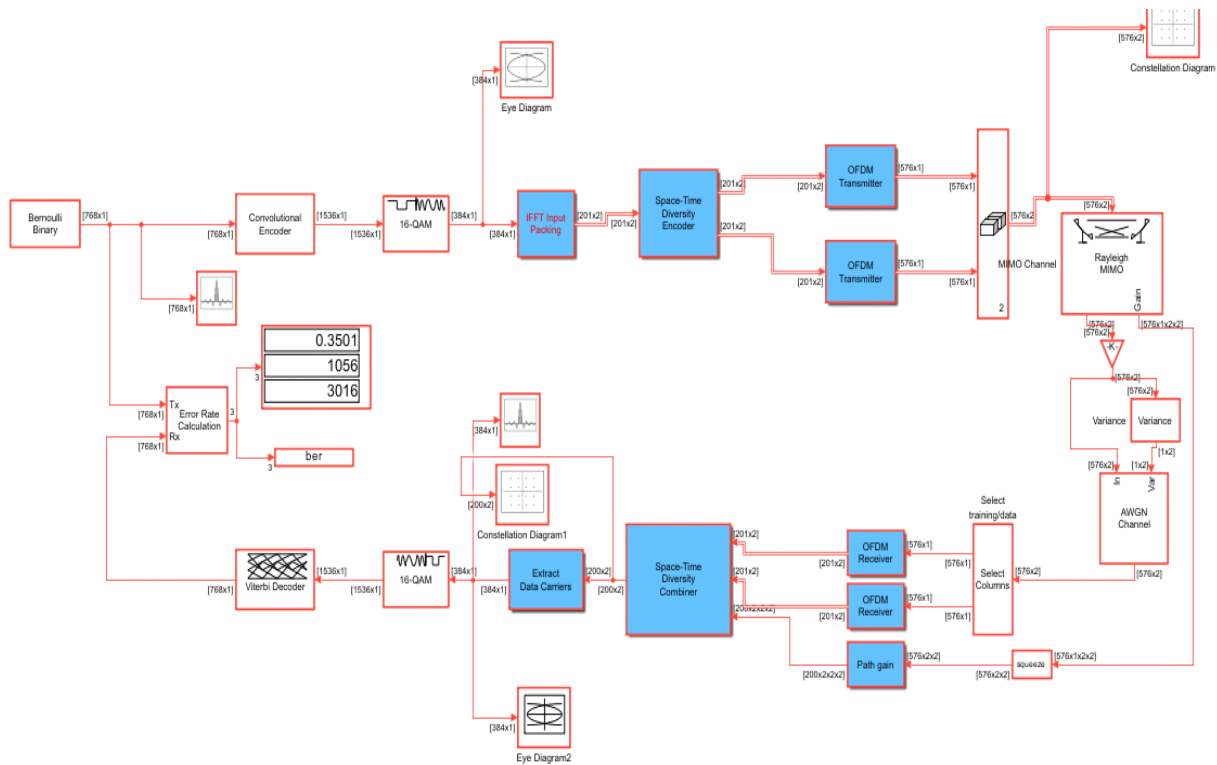 [576x2]
Constellation Diagram
[384x1]
Eye Diagram
Bernoulli
Binary
[768x1]
[768x1]
Convolutional
Encoder
[1536x1]
[1536x1]
16-QAM
[384x1]
[384x1]
IFFT Input
Packing
[201x2]
[201x2]
Space-Time
Diversity
Encoder
[201x2]
[201x2]
[201x2]
OFDM
Transmitter
[576x1]
[576x1]
[201x2]
OFDM
Transmitter
[576x1]
[576x1]
2
[576x2
MIMO Channel
[576x2]
Rayleigh
MIMO
Gain
[768x1]
[576x2]
[576x2]
[576x1x2x2]
-K-
[576x2]
[576x2]
Variance
Variance
[1x2]
[576x2]
[1x2]
In
Var
AWGN
Channel
[576x2]
0.3501
1056
3016
3
Tx
Rx
Error Rate
Calculation
[768x1]
[768x1]
3
ber
3
[384x1]
[200x2]
Constellation Diagram1
Viterbi Decoder
[768x1]
[1536x1]
16-QAM
[1536x1]
[384x1]
Extract
Data Carriers
[384x1]
[200x2]
[200x2]
Space-Time
Diversity
Combiner
[201x2]
[201x2]
[200x2x2x2]
OFDM
Receiver
[576x1]
[576x1]
[201x2]
OFDM
Receiver
[576x1]
[576x1]
[201x2]
Select
training/data
Select
Columns
[576x2]
Path gain
[576x2x2]
[200x2x2x2]
squeeze
[576x1x2x2]
[576x2x2]
[384x1]
Eye Diagram2